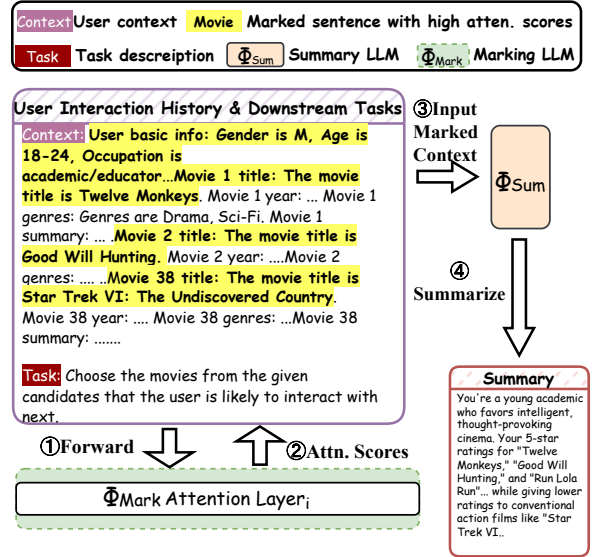 Context User context Movie Marked sentence with high atten. scores
Task Task descreiption ΦSum Summary LLM ΦMark Marking LLM
User Interaction History & Downstream Tasks
Context: User basic info: Gender is M, Age is
18-24, Occupation is
academic/educator...Movie 1 title: The movie
title is Twelve Monkeys. Movie 1 year: ... Movie 1
genres: Genres are Drama, Sci-Fi. Movie 1
summary: ... .Movie 2 title: The movie title is
Good Will Hunting. Movie 2 year: ....Movie 2
genres: .... ..Movie 38 title: The movie title is
Star Trek VI: The Undiscovered Country.
Movie 38 year: .... Movie 38 genres: ...Movie 38
summary: .......
Task: Choose the movies from the given
candidates that the user is likely to interact with
next.
①Forward
②Attn. Scores
ΦMark Attention Layerᵢ
③Input
Marked
Context
ΦSum
④
Summarize
Summary
You're a young academic
who favors intelligent,
thought-provoking
cinema. Your 5-star
ratings for "Twelve
Monkeys," "Good Will
Hunting," and "Run Lola
Run"... while giving lower
ratings to conventional
action films like "Star
Trek VI..